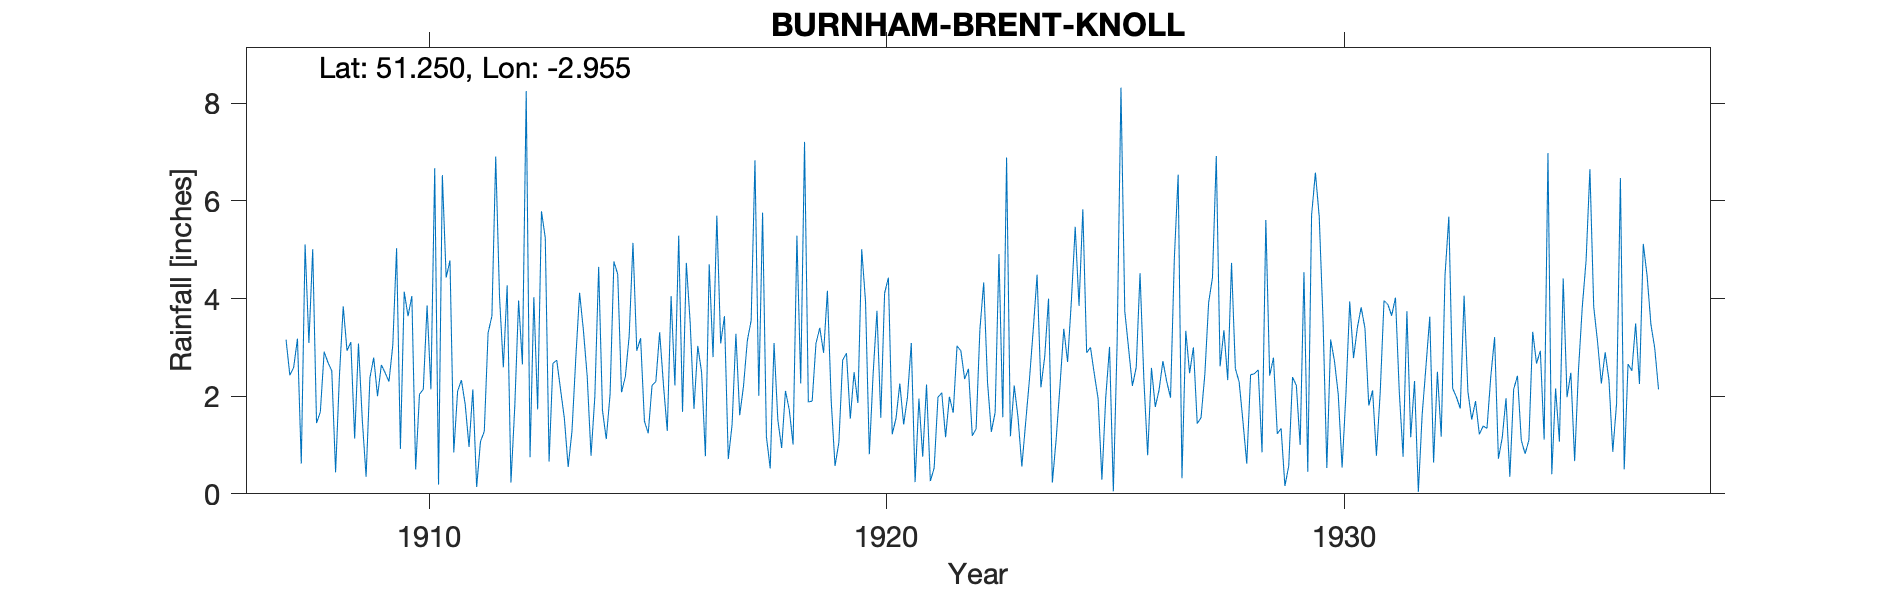 BURNHAM-BRENT-KNOLL
Lat: 51.250, Lon: -2.955
Rainfall [inches]
8
6
4
2
0
1910 1920 1930
Year